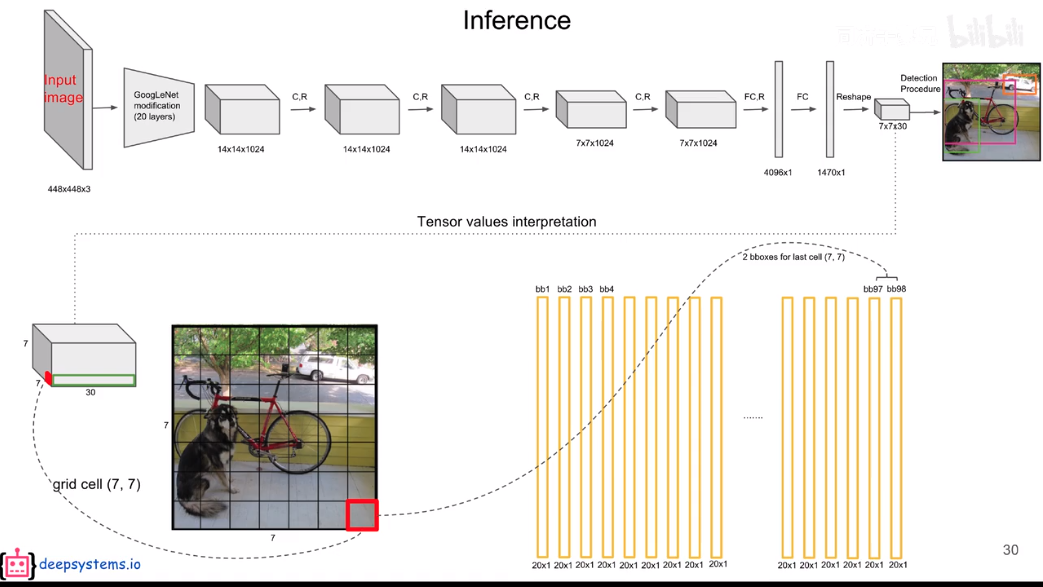 Inference
bilibili
Input
image
GoogLeNet
modification
(20 layers)
C,R
C,R
C,R
C,R
FC,R
FC
Reshape
Detection
Procedure
448x448x3
14x14x1024
14x14x1024
14x14x1024
7x7x1024
7x7x1024
4096x1
1470x1
7x7x30
Tensor values interpretation
2 bboxes for last cell (7, 7)
bb1 bb2 bb3 bb4
bb97 bb98
7
7
30
7
7
grid cell (7, 7)
.......
20x1 20x1 20x1 20x1 20x1 20x1 20x1 20x1 20x1
20x1 20x1 20x1 20x1 20x1 20x1
30
deepsystems.io